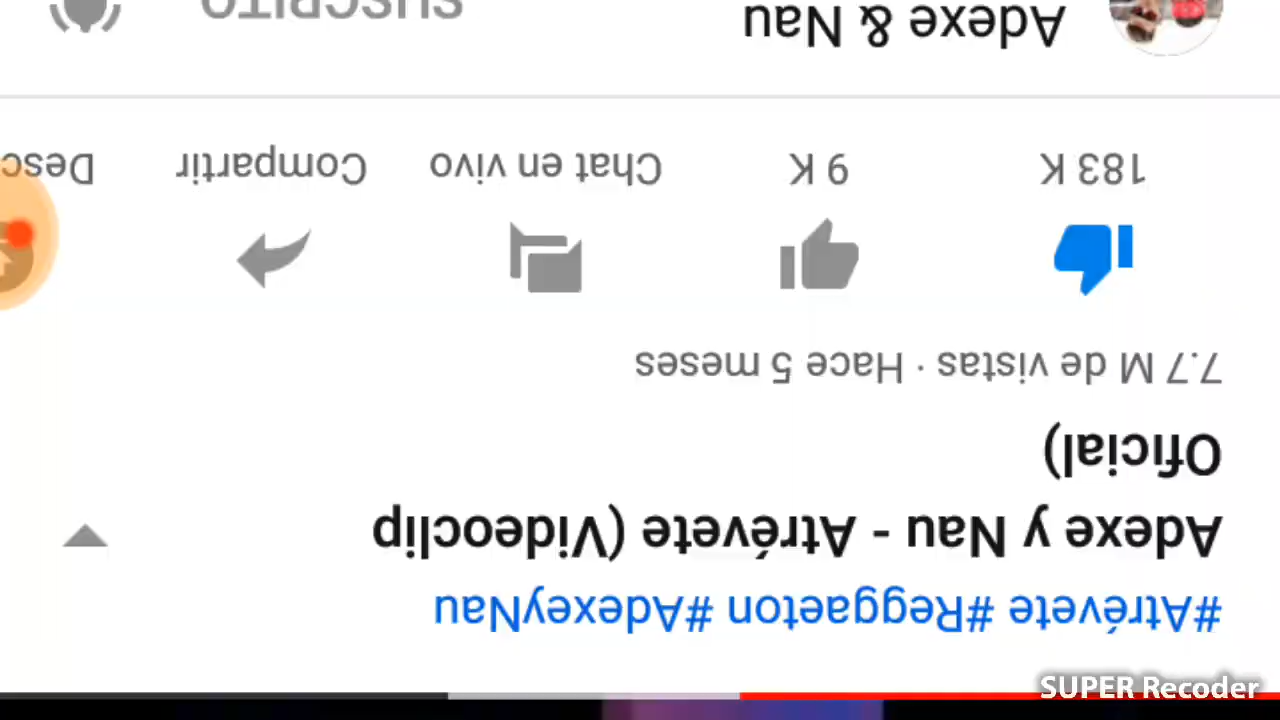 #Atrévete #Reggaeton #AdexeyNau
Adexe y Nau - Atrévete (Videoclip
Oficial)
7.7 M de vistas · Hace 5 meses
183 K 9 K Chat en vivo Compartir Desc
Adexe & Nau SUSCRITO
SUPER Recoder